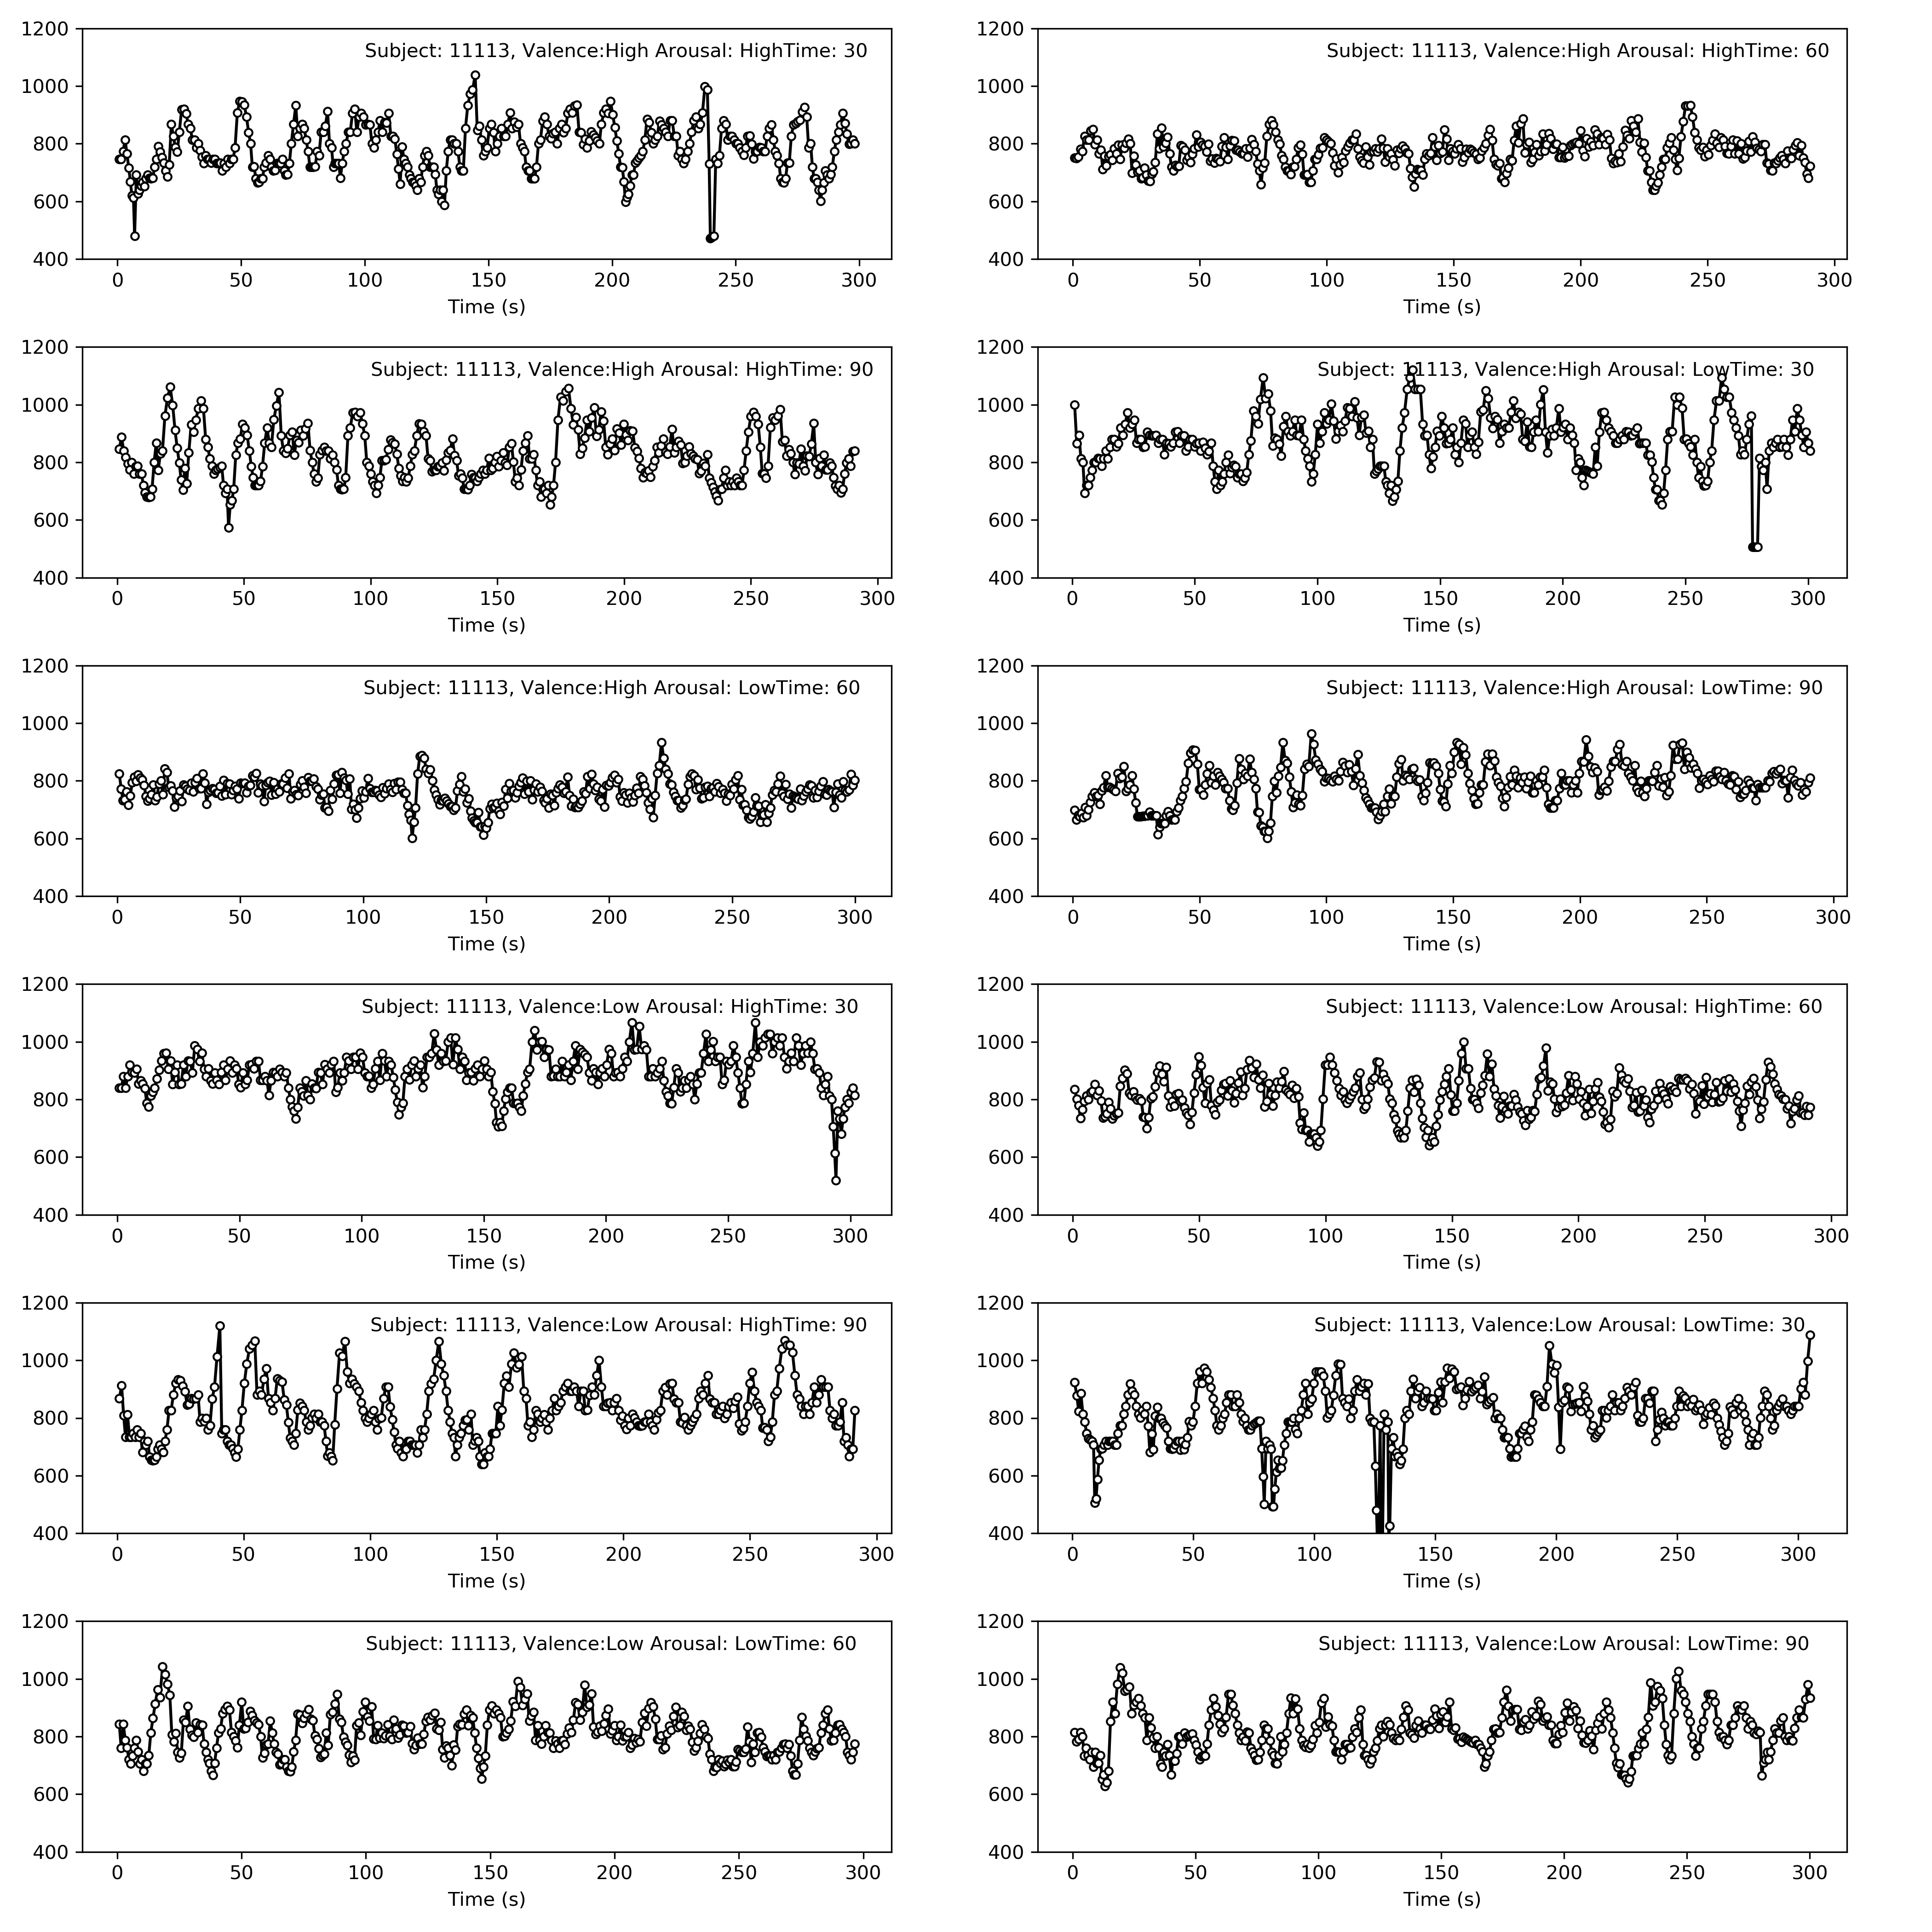 1200
Subject: 11113, Valence:High Arousal: HighTime: 30
1000
800
600
400
0 50 100 150 200 250 300
Time (s)
1200
Subject: 11113, Valence:High Arousal: HighTime: 60
1000
800
600
400
0 50 100 150 200 250 300
Time (s)
1200
Subject: 11113, Valence:High Arousal: HighTime: 90
1000
800
600
400
0 50 100 150 200 250 300
Time (s)
1200
Subject: 11113, Valence:High Arousal: LowTime: 30
1000
800
600
400
0 50 100 150 200 250 300
Time (s)
1200
Subject: 11113, Valence:High Arousal: LowTime: 60
1000
800
600
400
0 50 100 150 200 250 300
Time (s)
1200
Subject: 11113, Valence:High Arousal: LowTime: 90
1000
800
600
400
0 50 100 150 200 250 300
Time (s)
1200
Subject: 11113, Valence:Low Arousal: HighTime: 30
1000
800
600
400
0 50 100 150 200 250 300
Time (s)
1200
Subject: 11113, Valence:Low Arousal: HighTime: 60
1000
800
600
400
0 50 100 150 200 250 300
Time (s)
1200
Subject: 11113, Valence:Low Arousal: HighTime: 90
1000
800
600
400
0 50 100 150 200 250 300
Time (s)
1200
Subject: 11113, Valence:Low Arousal: LowTime: 30
1000
800
600
400
0 50 100 150 200 250 300
Time (s)
1200
Subject: 11113, Valence:Low Arousal: LowTime: 60
1000
800
600
400
0 50 100 150 200 250 300
Time (s)
1200
Subject: 11113, Valence:Low Arousal: LowTime: 90
1000
800
600
400
0 50 100 150 200 250 300
Time (s)